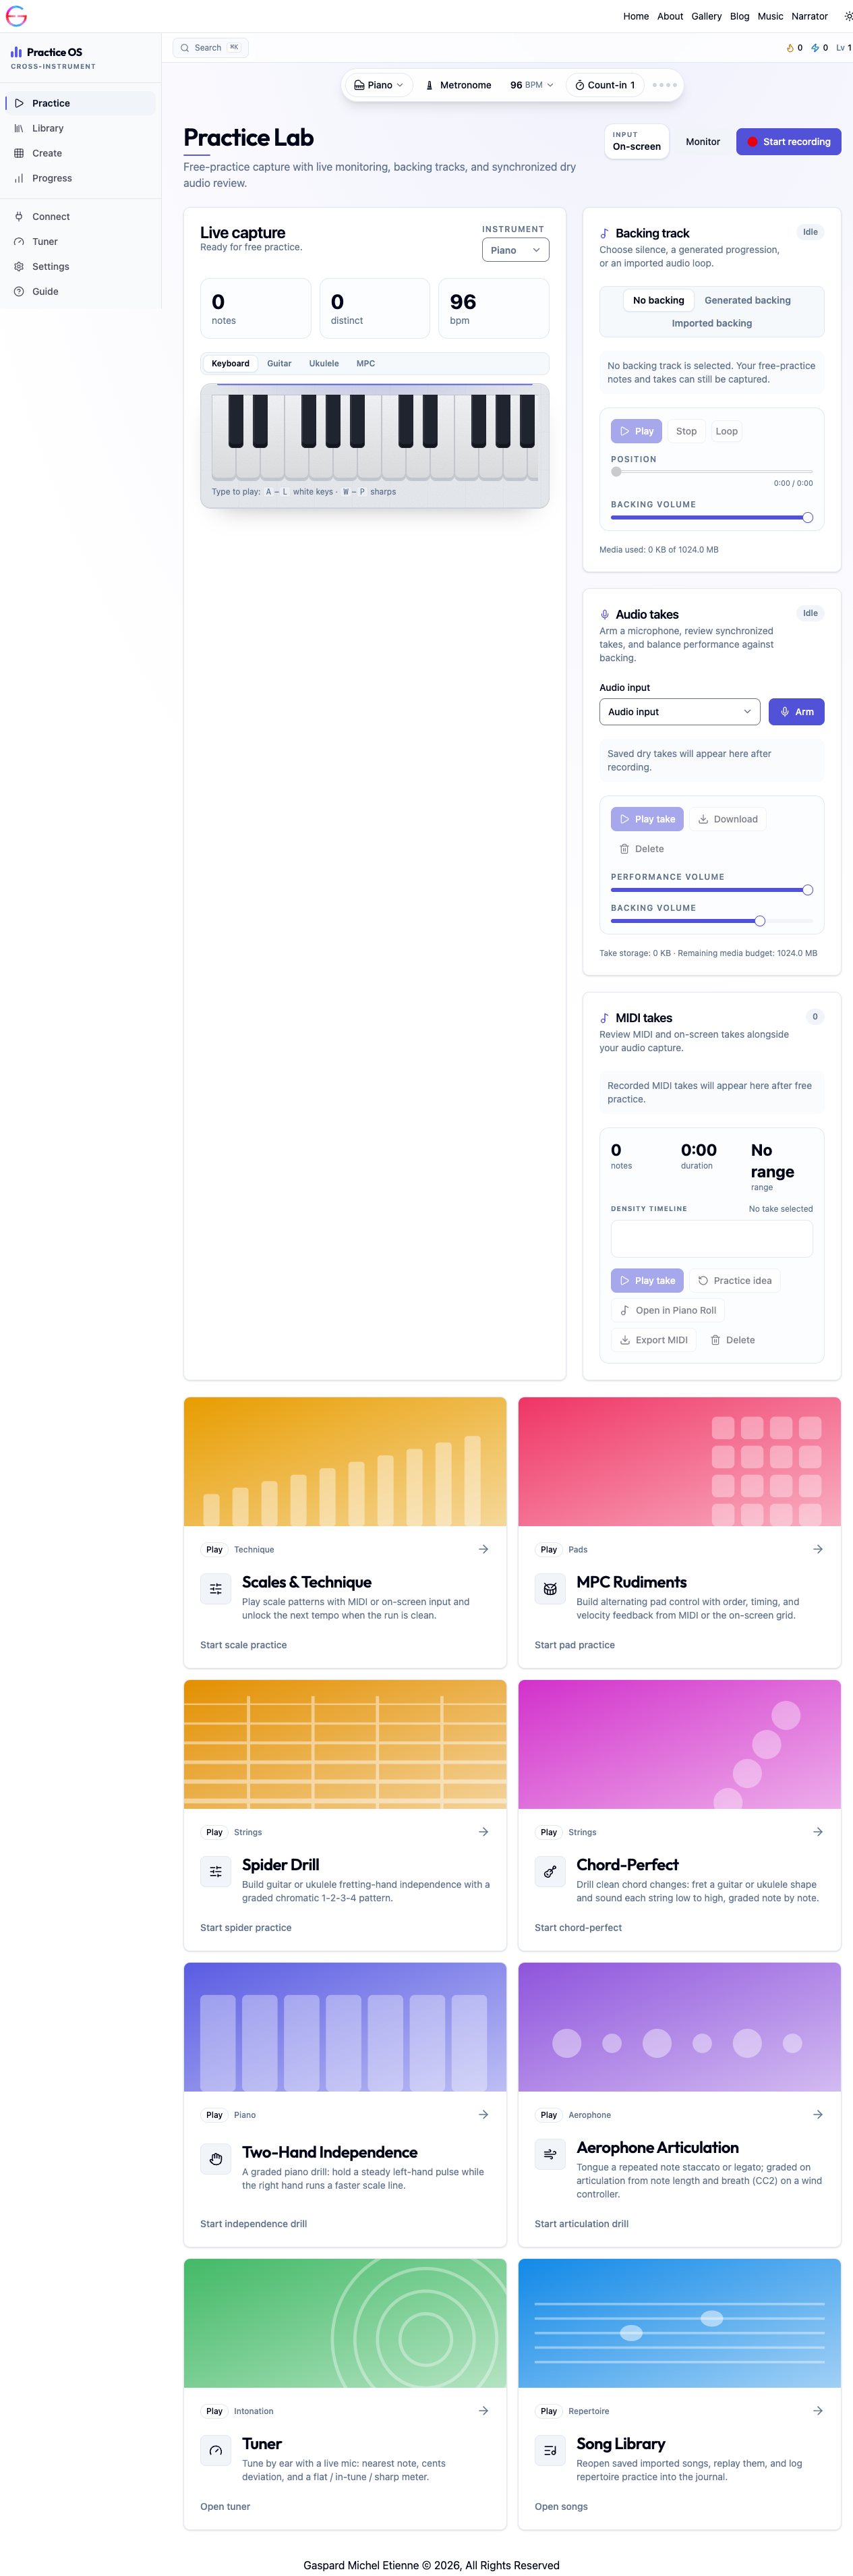 Home About Gallery Blog Music Narrator
Practice OS
CROSS-INSTRUMENT
Practice
Library
Create
Progress
Connect
Tuner
Settings
Guide
Search ⌘K
0 0 Lv 1
Piano Metronome 96 BPM Count-in 1
Practice Lab
Free-practice capture with live monitoring, backing tracks, and synchronized dry
audio review.
INPUT
On-screen
Monitor
Start recording
Live capture
Ready for free practice.
INSTRUMENT
Piano
0
notes
0
distinct
96
bpm
Keyboard Guitar Ukulele MPC
Type to play: A – L white keys · W – P sharps
Backing track
Idle
Choose silence, a generated progression,
or an imported audio loop.
No backing Generated backing
Imported backing
No backing track is selected. Your free-practice
notes and takes can still be captured.
Play Stop Loop
POSITION
0:00 / 0:00
BACKING VOLUME
Media used: 0 KB of 1024.0 MB
Audio takes
Idle
Arm a microphone, review synchronized
takes, and balance performance against
backing.
Audio input
Audio input
Arm
Saved dry takes will appear here after
recording.
Play take Download
Delete
PERFORMANCE VOLUME
BACKING VOLUME
Take storage: 0 KB · Remaining media budget: 1024.0 MB
MIDI takes
0
Review MIDI and on-screen takes alongside
your audio capture.
Recorded MIDI takes will appear here after free
practice.
0
notes
0:00
duration
No
range
range
DENSITY TIMELINE
No take selected
Play take Practice idea
Open in Piano Roll
Export MIDI Delete
Play Technique
Scales & Technique
Play scale patterns with MIDI or on-screen input and
unlock the next tempo when the run is clean.
Start scale practice
Play Pads
MPC Rudiments
Build alternating pad control with order, timing, and
velocity feedback from MIDI or the on-screen grid.
Start pad practice
Play Strings
Spider Drill
Build guitar or ukulele fretting-hand independence with a
graded chromatic 1-2-3-4 pattern.
Start spider practice
Play Strings
Chord-Perfect
Drill clean chord changes: fret a guitar or ukulele shape
and sound each string low to high, graded note by note.
Start chord-perfect
Play Piano
Two-Hand Independence
A graded piano drill: hold a steady left-hand pulse while
the right hand runs a faster scale line.
Start independence drill
Play Aerophone
Aerophone Articulation
Tongue a repeated note staccato or legato; graded on
articulation from note length and breath (CC2) on a wind
controller.
Start articulation drill
Play Intonation
Tuner
Tune by ear with a live mic: nearest note, cents
deviation, and a flat / in-tune / sharp meter.
Open tuner
Play Repertoire
Song Library
Reopen saved imported songs, replay them, and log
repertoire practice into the journal.
Open songs
Gaspard Michel Etienne © 2026, All Rights Reserved